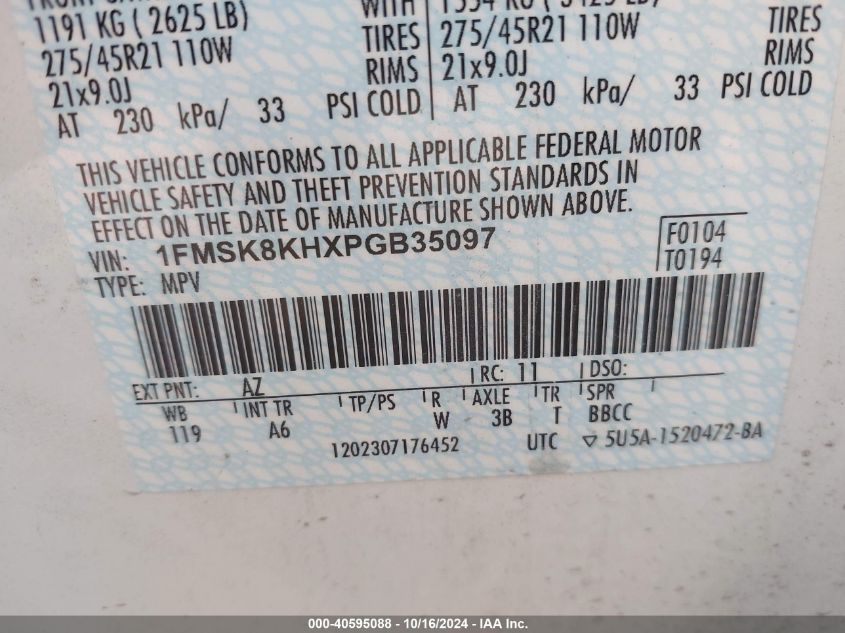 1191 KG ( 2625 LB) WITH
275/45R21 110W TIRES 275/45R21 110W TIRES
21x9.0J RIMS 21x9.0J RIMS
AT 230 kPa/ 33 PSI COLD AT 230 kPa/ 33 PSI COLD
THIS VEHICLE CONFORMS TO ALL APPLICABLE FEDERAL MOTOR
VEHICLE SAFETY AND THEFT PREVENTION STANDARDS IN
EFFECT ON THE DATE OF MANUFACTURE SHOWN ABOVE.
VIN: 1FMSK8KHXPGB35097 F0104
TYPE: MPV T0194
EXT PNT: AZ RC: 11 DSO:
WB INT TR TP/PS R AXLE TR SPR
119 A6 W 3B T BBCC
1202307176452 UTC ▽ 5U5A-1520472-BA
000-40595088 - 10/16/2024 - IAA Inc.